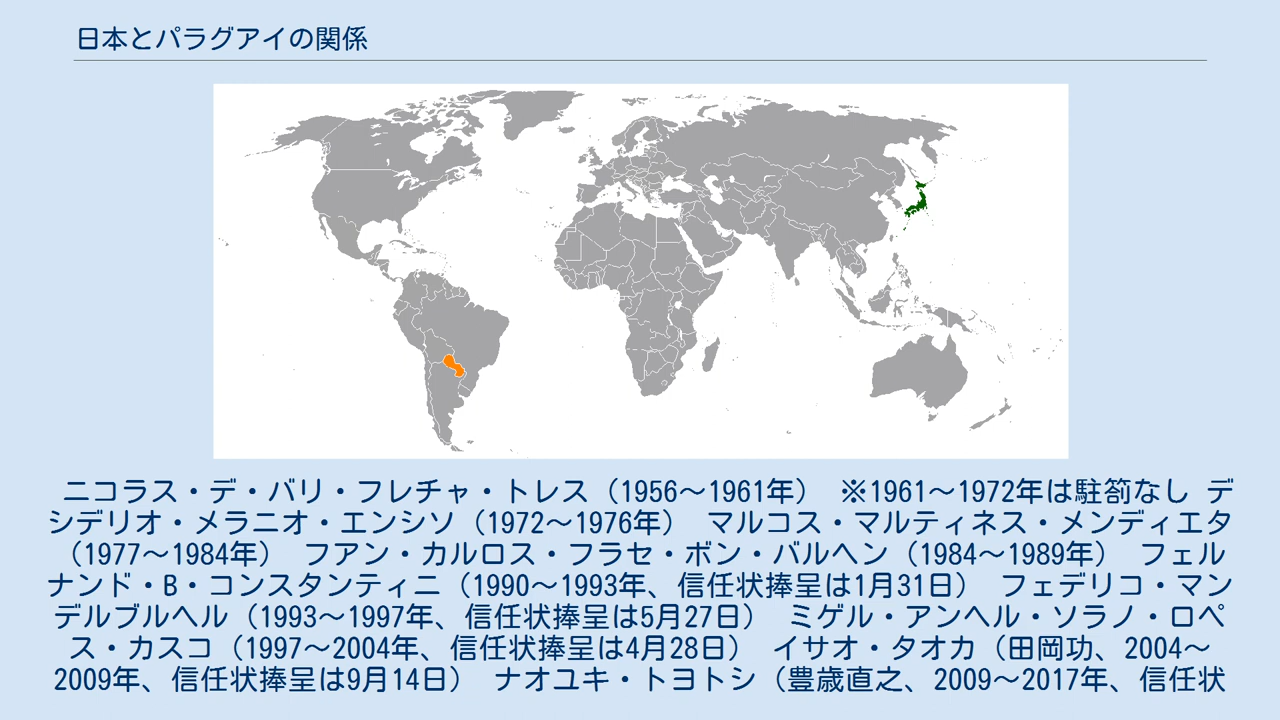 日本とパラグアイの関係
ニコラス・デ・バリ・フレチャ・トレス（1956～1961年） ※1961～1972年は駐箚なし デ
シデリオ・メラニオ・エンシソ（1972～1976年） マルコス・マルティネス・メンディエタ
（1977～1984年） フアン・カルロス・フラセ・ボン・バルヘン（1984～1989年） フェル
ナンド・B・コンスタンティニ（1990～1993年、信任状捧呈は1月31日） フェデリコ・マン
デルブルヘル（1993～1997年、信任状捧呈は5月27日） ミゲル・アンヘル・ソラノ・ロペ
ス・カスコ（1997～2004年、信任状捧呈は4月28日） イサオ・タオカ（田岡功、2004～
2009年、信任状捧呈は9月14日） ナオユキ・トヨトシ（豊歳直之、2009～2017年、信任状